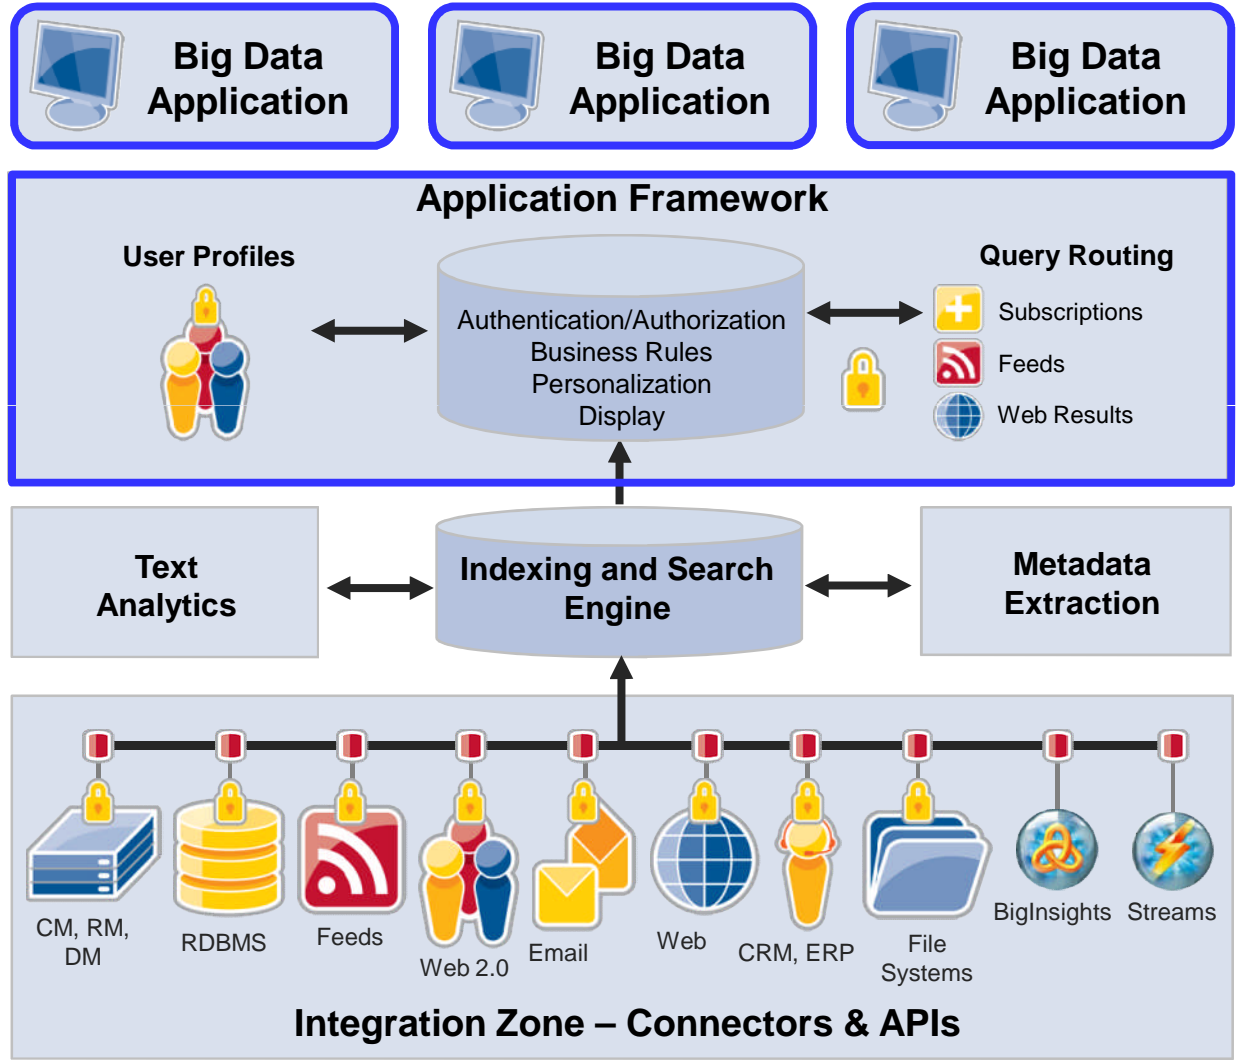 Big Data
Application
Big Data
Application
Big Data
Application
Application Framework
User Profiles
Authentication/Authorization
Business Rules
Personalization
Display
Query Routing
Subscriptions
Feeds
Web Results
Text
Analytics
Indexing and Search
Engine
Metadata
Extraction
CM, RM,
DM
RDBMS
Feeds
Web 2.0
Email
Web
CRM, ERP
File
Systems
BigInsights
Streams
Integration Zone – Connectors & APIs